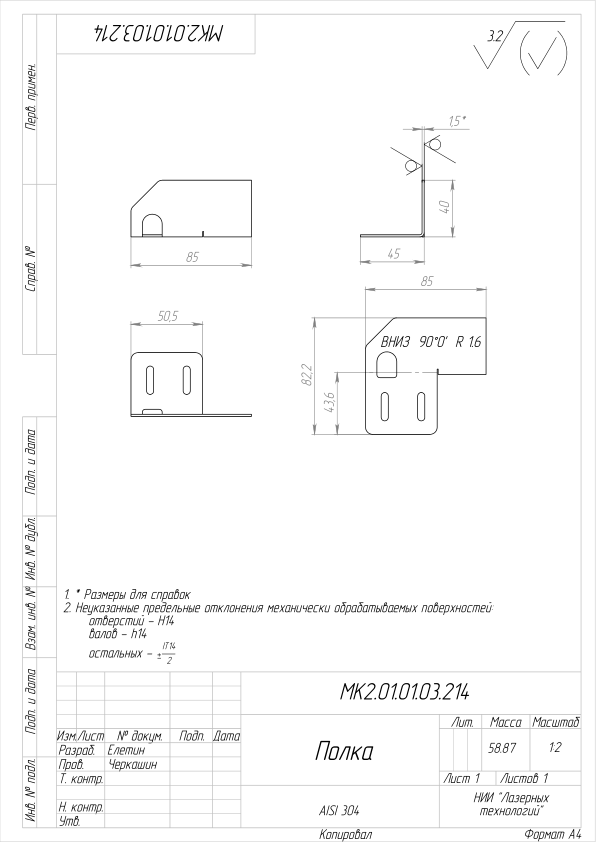 МК2.01.01.03.214
3.2
Перв. примен.
Справ. №
Подп. и дата
Инв. № дубл.
Взам. инв. №
Подп. и дата
Инв. № подл.
1,5*
40
45
85
50,5
85
ВНИЗ 90°0' R 1.6
82,2
43,6
1. * Размеры для справок
2. Неуказанные предельные отклонения механически обрабатываемых поверхностей:
отверстий – H14
валов – h14
остальных – ± IT14
2
МК2.01.01.03.214
Изм. Лист № докум. Подп. Дата
Разраб. Елетин
Пров. Черкашин
Т. контр.
Н. контр.
Утв.
Полка
Лит. Масса Масштаб
58.87 1:2
Лист 1 Листов 1
AISI 304
НИИ "Лазерных
технологий"
Копировал Формат А4